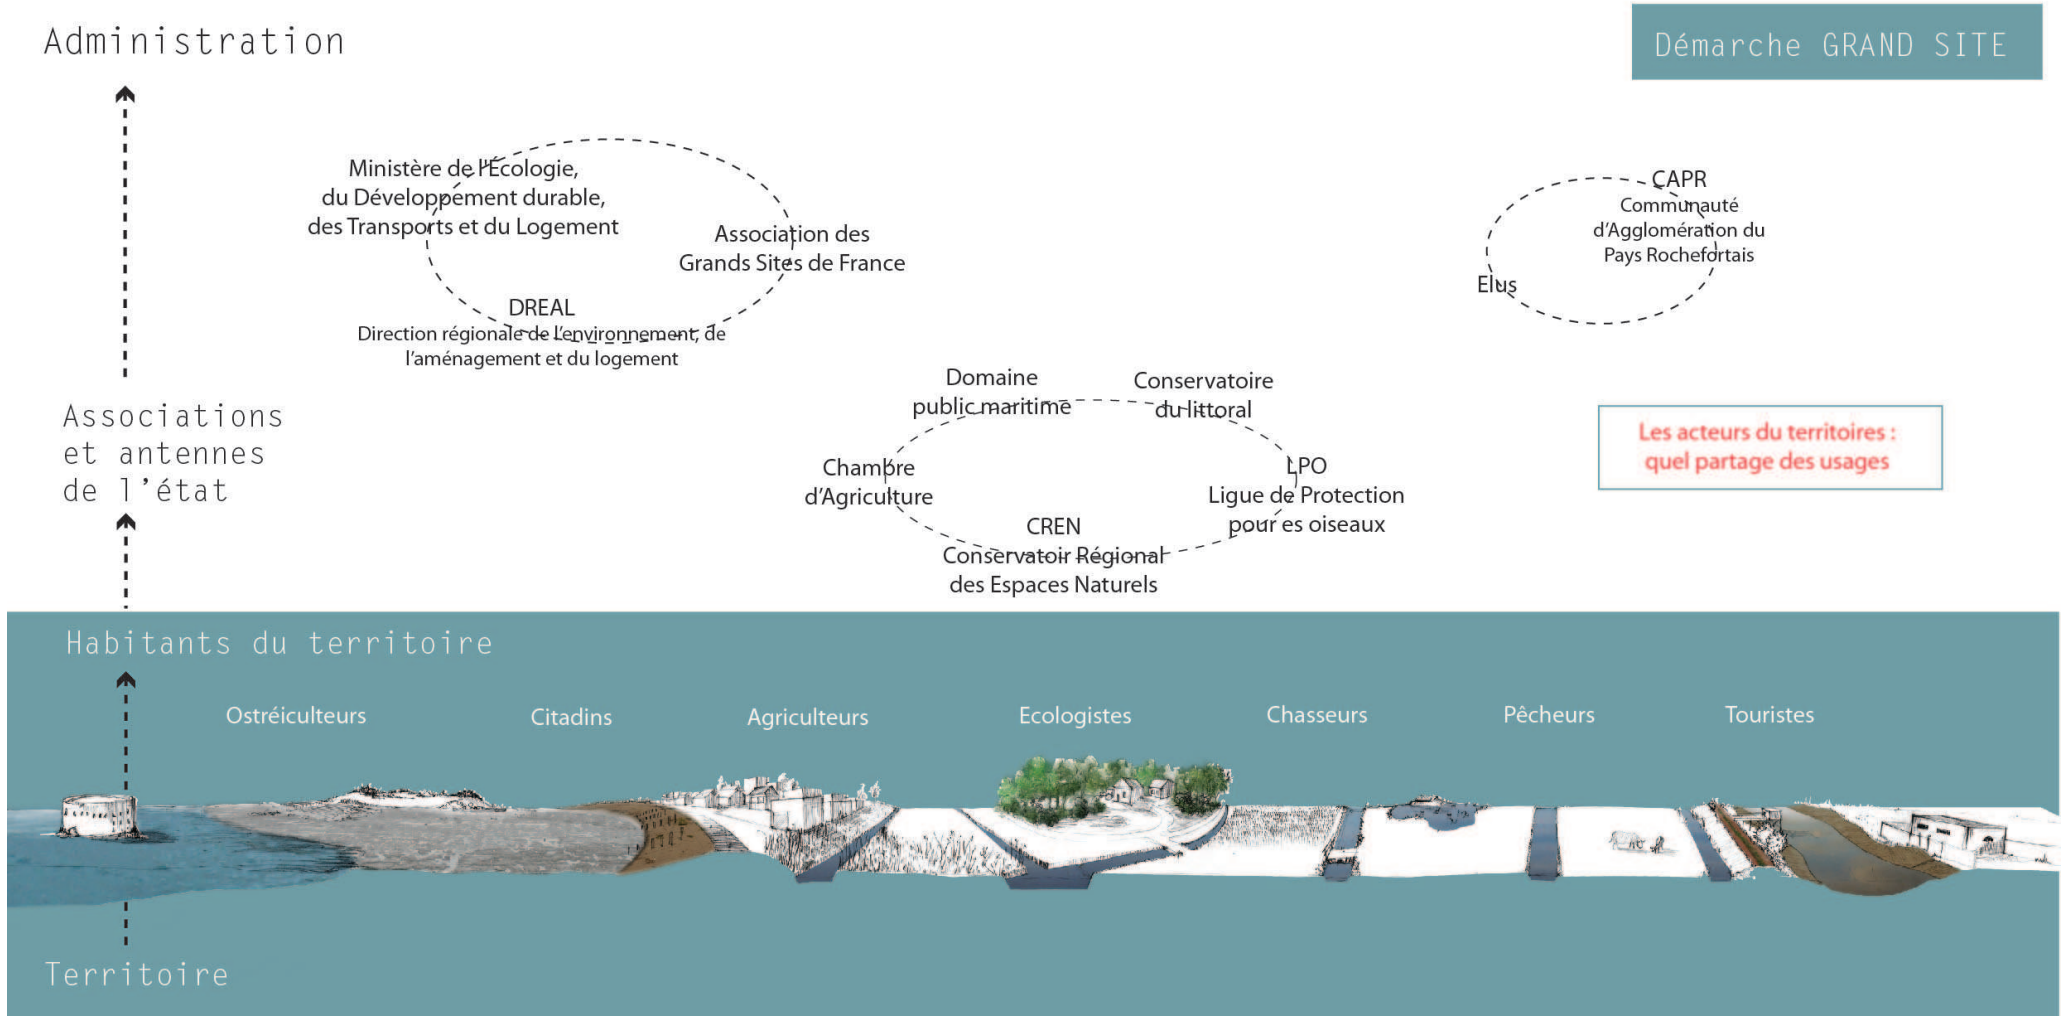 Administration
Démarche GRAND SITE
Ministère de l'Écologie,
du Développement durable,
des Transports et du Logement
Association des
Grands Sites de France
DREAL
Direction régionale de l'environnement, de
l'aménagement et du logement
CAPR
Communauté
d'Agglomération du
Pays Rochefortais
Elus
Associations
et antennes
de l'état
Domaine
public maritime
Conservatoire
du littoral
Chambre
d'Agriculture
LPO
Ligue de Protection
pour es oiseaux
CREN
Conservatoir Régional
des Espaces Naturels
Les acteurs du territoires :
quel partage des usages
Habitants du territoire
Ostréiculteurs
Citadins
Agriculteurs
Ecologistes
Chasseurs
Pêcheurs
Touristes
Territoire